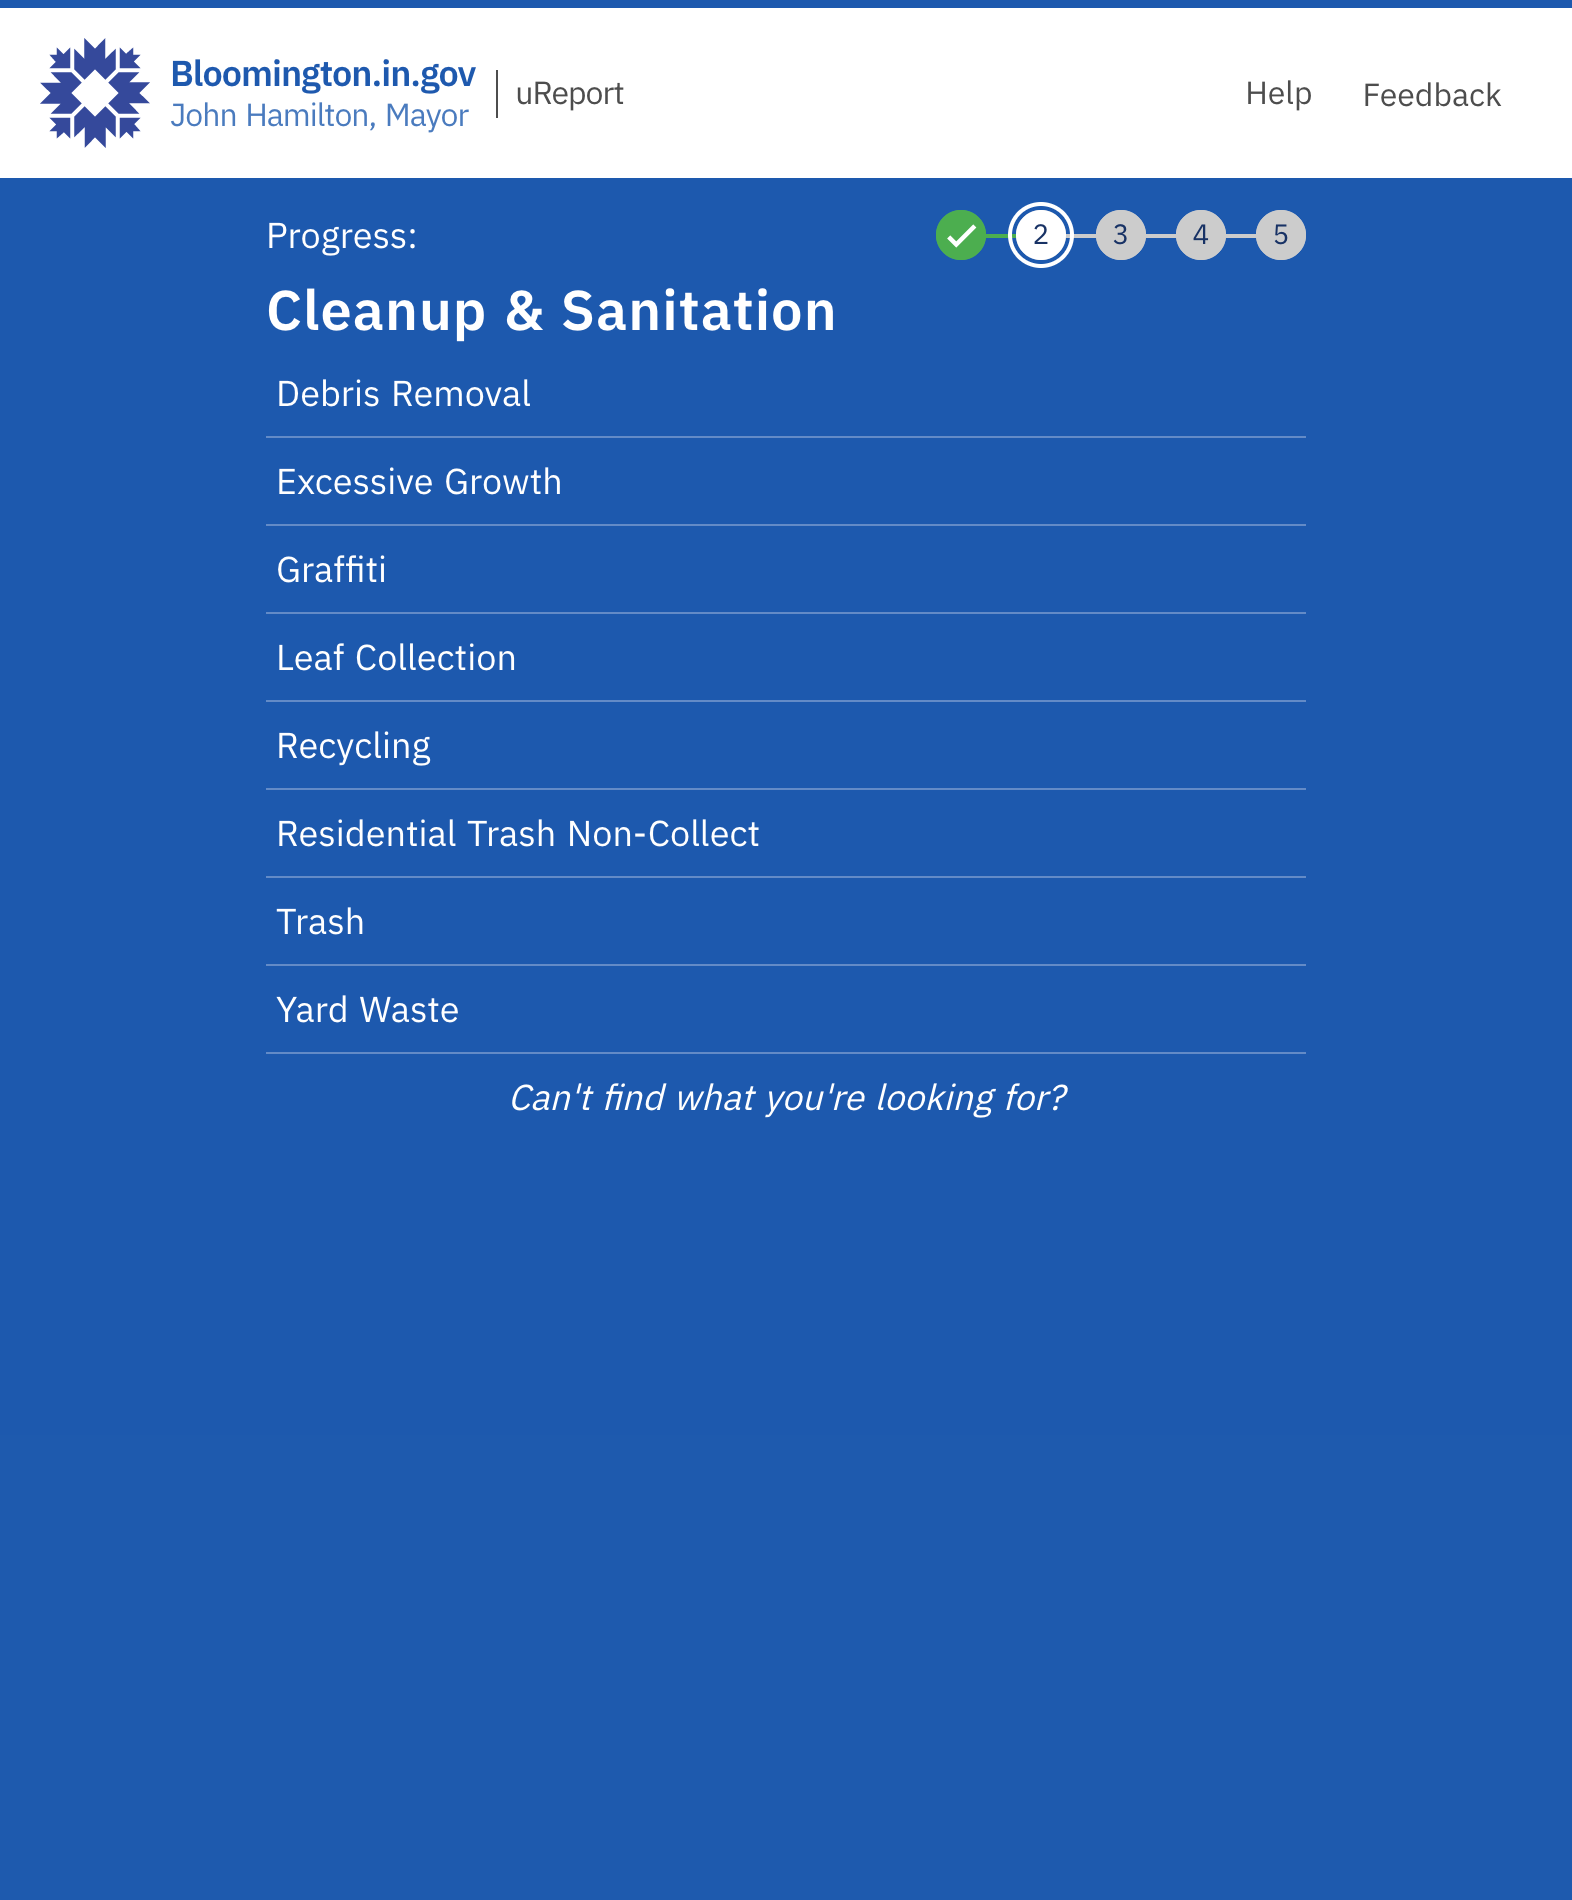 Bloomington.in.gov
John Hamilton, Mayor
uReport
Help
Feedback
Progress:
2
3
4
5
Cleanup & Sanitation
Debris Removal
Excessive Growth
Graffiti
Leaf Collection
Recycling
Residential Trash Non-Collect
Trash
Yard Waste
Can't find what you're looking for?